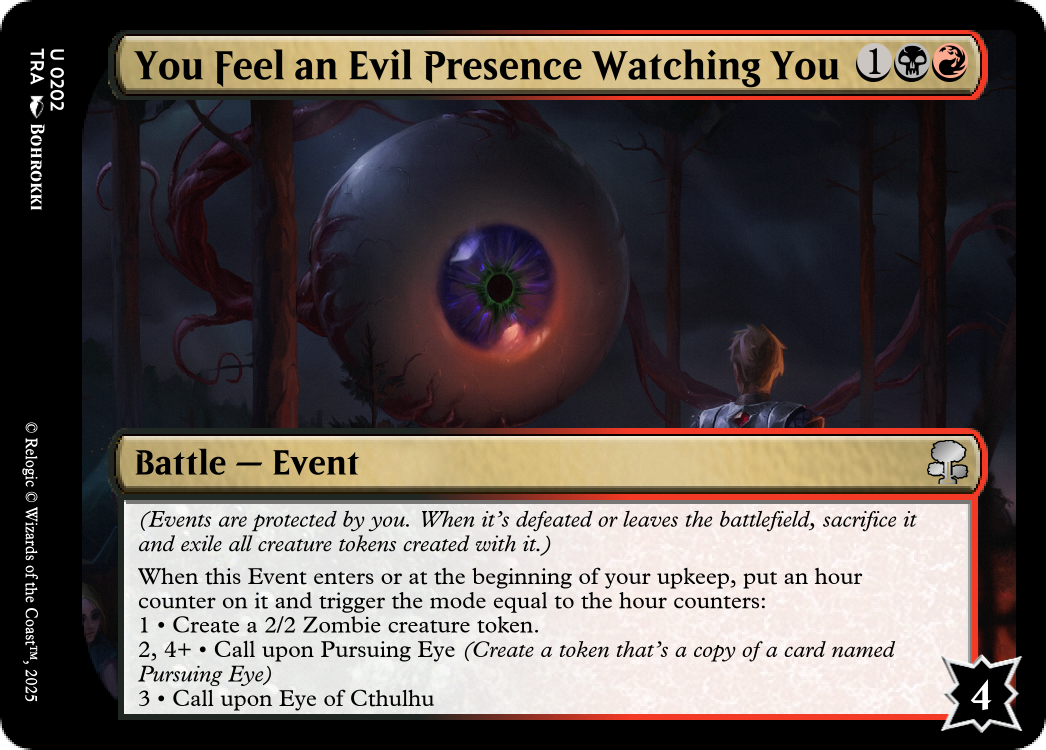 You Feel an Evil Presence Watching You 1
U 0202
TRA BOHROKKI
Battle — Event
(Events are protected by you. When it's defeated or leaves the battlefield, sacrifice it
and exile all creature tokens created with it.)
When this Event enters or at the beginning of your upkeep, put an hour
counter on it and trigger the mode equal to the hour counters:
1 • Create a 2/2 Zombie creature token.
2, 4+ • Call upon Pursuing Eye (Create a token that's a copy of a card named
Pursuing Eye)
3 • Call upon Eye of Cthulhu
4
© Relogic © Wizards of the Coast™, 2025